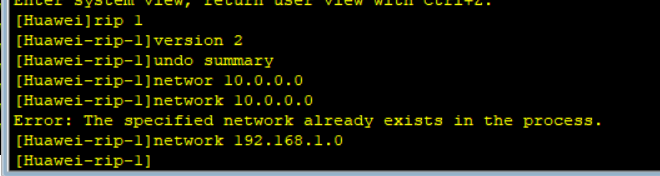 Enter system view, return user view with Ctrl+Z.
[Huawei]rip 1
[Huawei-rip-1]version 2
[Huawei-rip-1]undo summary
[Huawei-rip-1]networ 10.0.0.0
[Huawei-rip-1]network 10.0.0.0
Error: The specified network already exists in the process.
[Huawei-rip-1]network 192.168.1.0
[Huawei-rip-1]